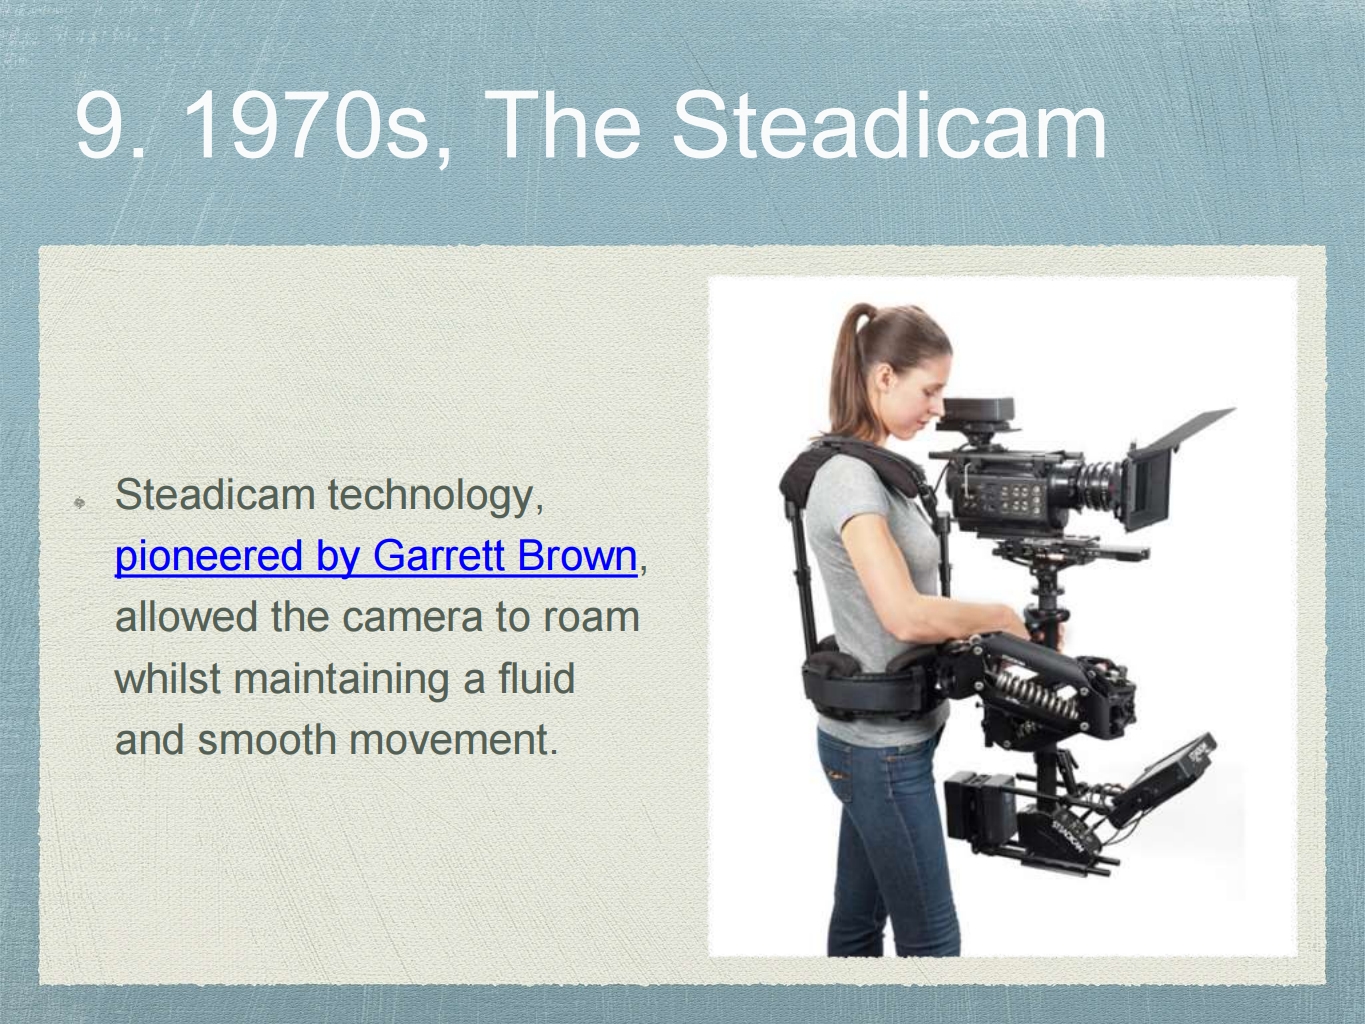 9. 1970s, The Steadicam
Steadicam technology,
pioneered by Garrett Brown,
allowed the camera to roam
whilst maintaining a fluid
and smooth movement.
STEADICAM